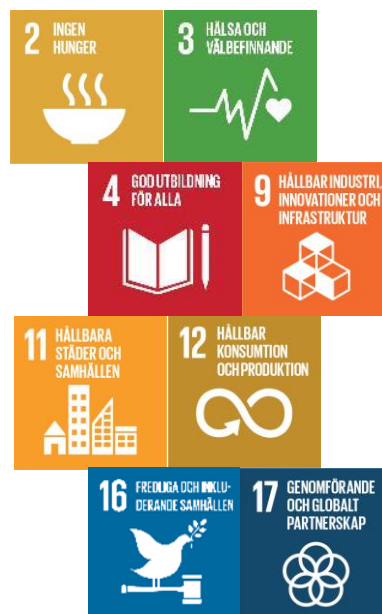 2 INGEN
HUNGER
3 HÄLSA OCH
VÄLBEFINNANDE
4 GOD UTBILDNING
FÖR ALLA
9 HÅLLBAR INDUSTRI,
INNOVATIONER OCH
INFRASTRUKTUR
11 HÅLLBARA
STÄDER OCH
SAMHÄLLEN
12 HÅLLBAR
KONSUMTION
OCH PRODUKTION
16 FREDLIGA OCH INKLU-
DERANDE SAMHÄLLEN
17 GENOMFÖRANDE
OCH GLOBALT
PARTNERSKAP